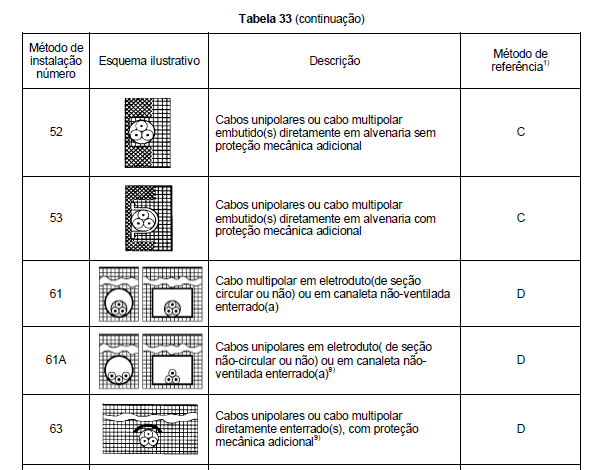 Tabela 33 (continuação)
Método de
instalação
número
Esquema ilustrativo
Descrição
Método de
referência1)
52
Cabos unipolares ou cabo multipolar
embutido(s) diretamente em alvenaria sem
proteção mecânica adicional
C
53
Cabos unipolares ou cabo multipolar
embutido(s) diretamente em alvenaria com
proteção mecânica adicional
C
61
Cabo multipolar em eletroduto(de seção
circular ou não) ou em canaleta não-ventilada
enterrado(a)
D
61A
Cabos unipolares em eletroduto( de seção
não-circular ou não) ou em canaleta não-
ventilada enterrado(a)8)
D
63
Cabos unipolares ou cabo multipolar
diretamente enterrado(s), com proteção
mecânica adicional9)
D